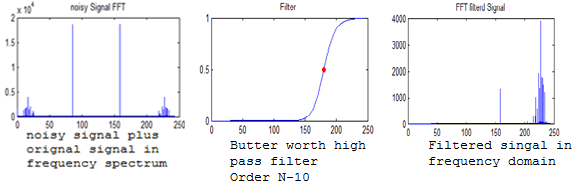 noisy Signal FFT
x 10⁴
2
1.5
1
0.5
0
0 50 100 150 200 250
noisy signal plus
orignal signal in
frequency spectrum
Filter
1
0.5
0
0 50 100 150 200 250
Butter worth high
pass filter
Order N-10
FFT filterd Signal
4000
3000
2000
1000
0
0 50 100 150 200 250
Filtered singal in
frequency domain